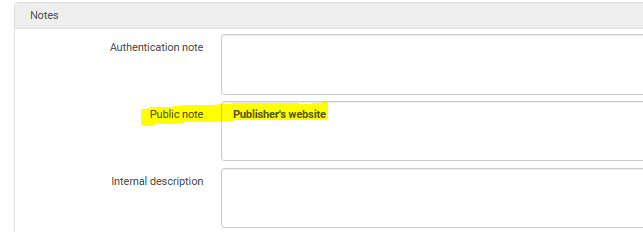 Notes
Authentication note
Public note Publisher's website
Internal description